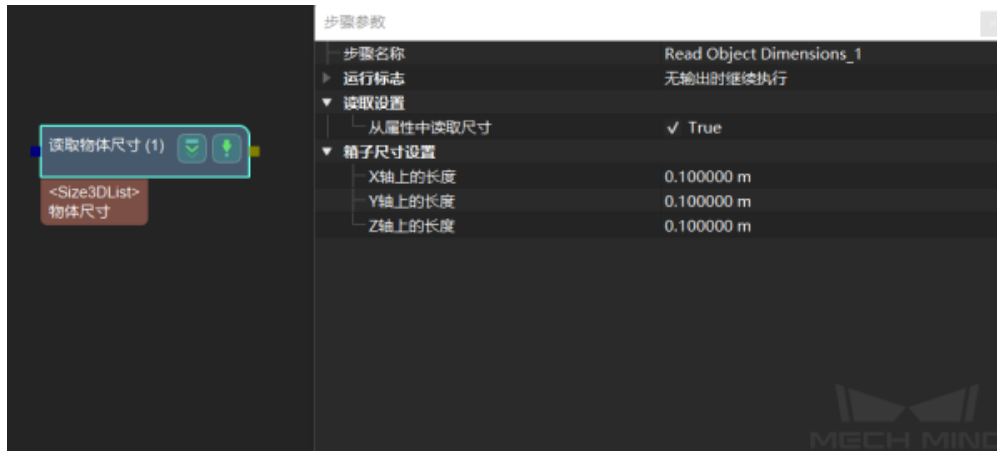 步骤参数
步骤名称 Read Object Dimensions_1
运行标志 无输出时继续执行
读取设置
从属性中读取尺寸 ✓ True
箱子尺寸设置
X轴上的长度 0.100000 m
Y轴上的长度 0.100000 m
Z轴上的长度 0.100000 m
读取物体尺寸 (1)
<Size3DList>
物体尺寸
MECH MIND